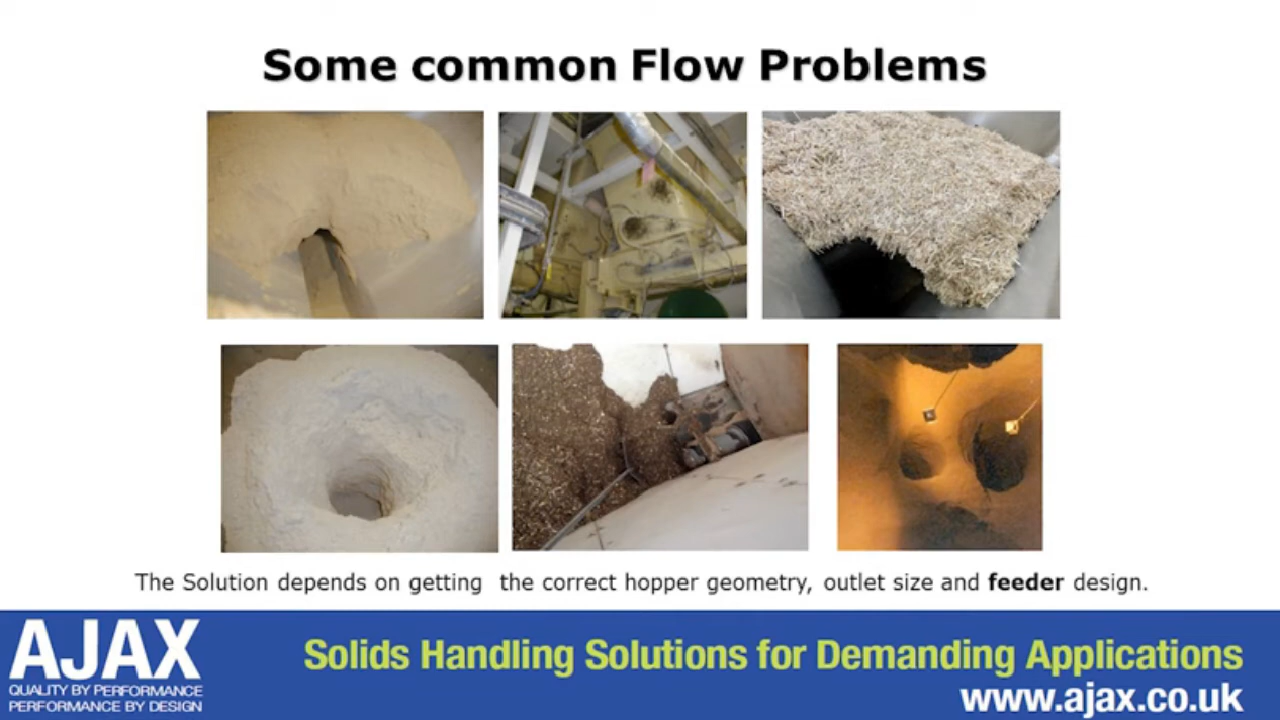 Some common Flow Problems
The Solution depends on getting the correct hopper geometry, outlet size and feeder design.
AJAX
QUALITY BY PERFORMANCE
PERFORMANCE BY DESIGN
Solids Handling Solutions for Demanding Applications
www.ajax.co.uk